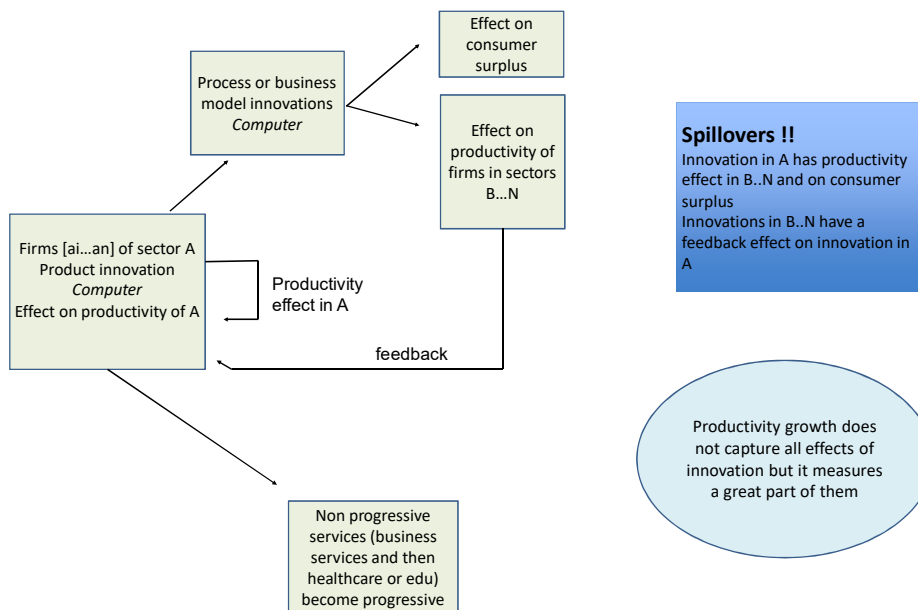 Effect on
consumer
surplus
Process or business
model innovations
Computer
Effect on
productivity of
firms in sectors
B...N
Spillovers !!
Innovation in A has productivity
effect in B..N and on consumer
surplus
Innovations in B..N have a
feedback effect on innovation in
A
Firms [ai...an] of sector A
Product innovation
Computer
Effect on productivity of A
Productivity
effect in A
feedback
Productivity growth does
not capture all effects of
innovation but it measures
a great part of them
Non progressive
services (business
services and then
healthcare or edu)
become progressive